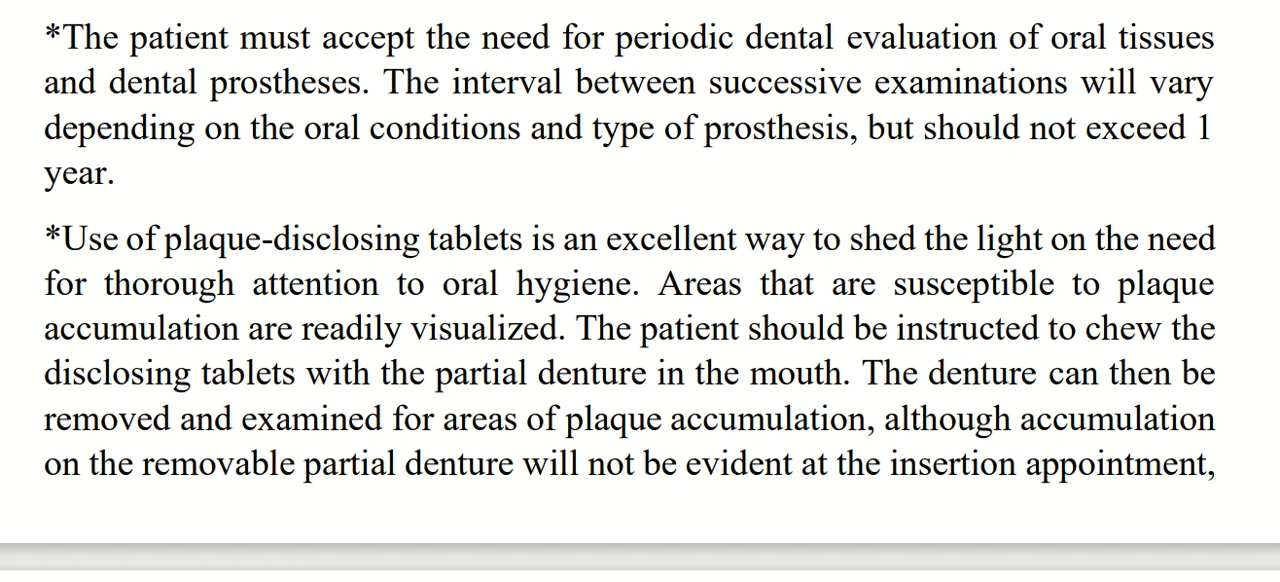 *The patient must accept the need for periodic dental evaluation of oral tissues
and dental prostheses. The interval between successive examinations will vary
depending on the oral conditions and type of prosthesis, but should not exceed 1
year.
*Use of plaque-disclosing tablets is an excellent way to shed the light on the need
for thorough attention to oral hygiene. Areas that are susceptible to plaque
accumulation are readily visualized. The patient should be instructed to chew the
disclosing tablets with the partial denture in the mouth. The denture can then be
removed and examined for areas of plaque accumulation, although accumulation
on the removable partial denture will not be evident at the insertion appointment,